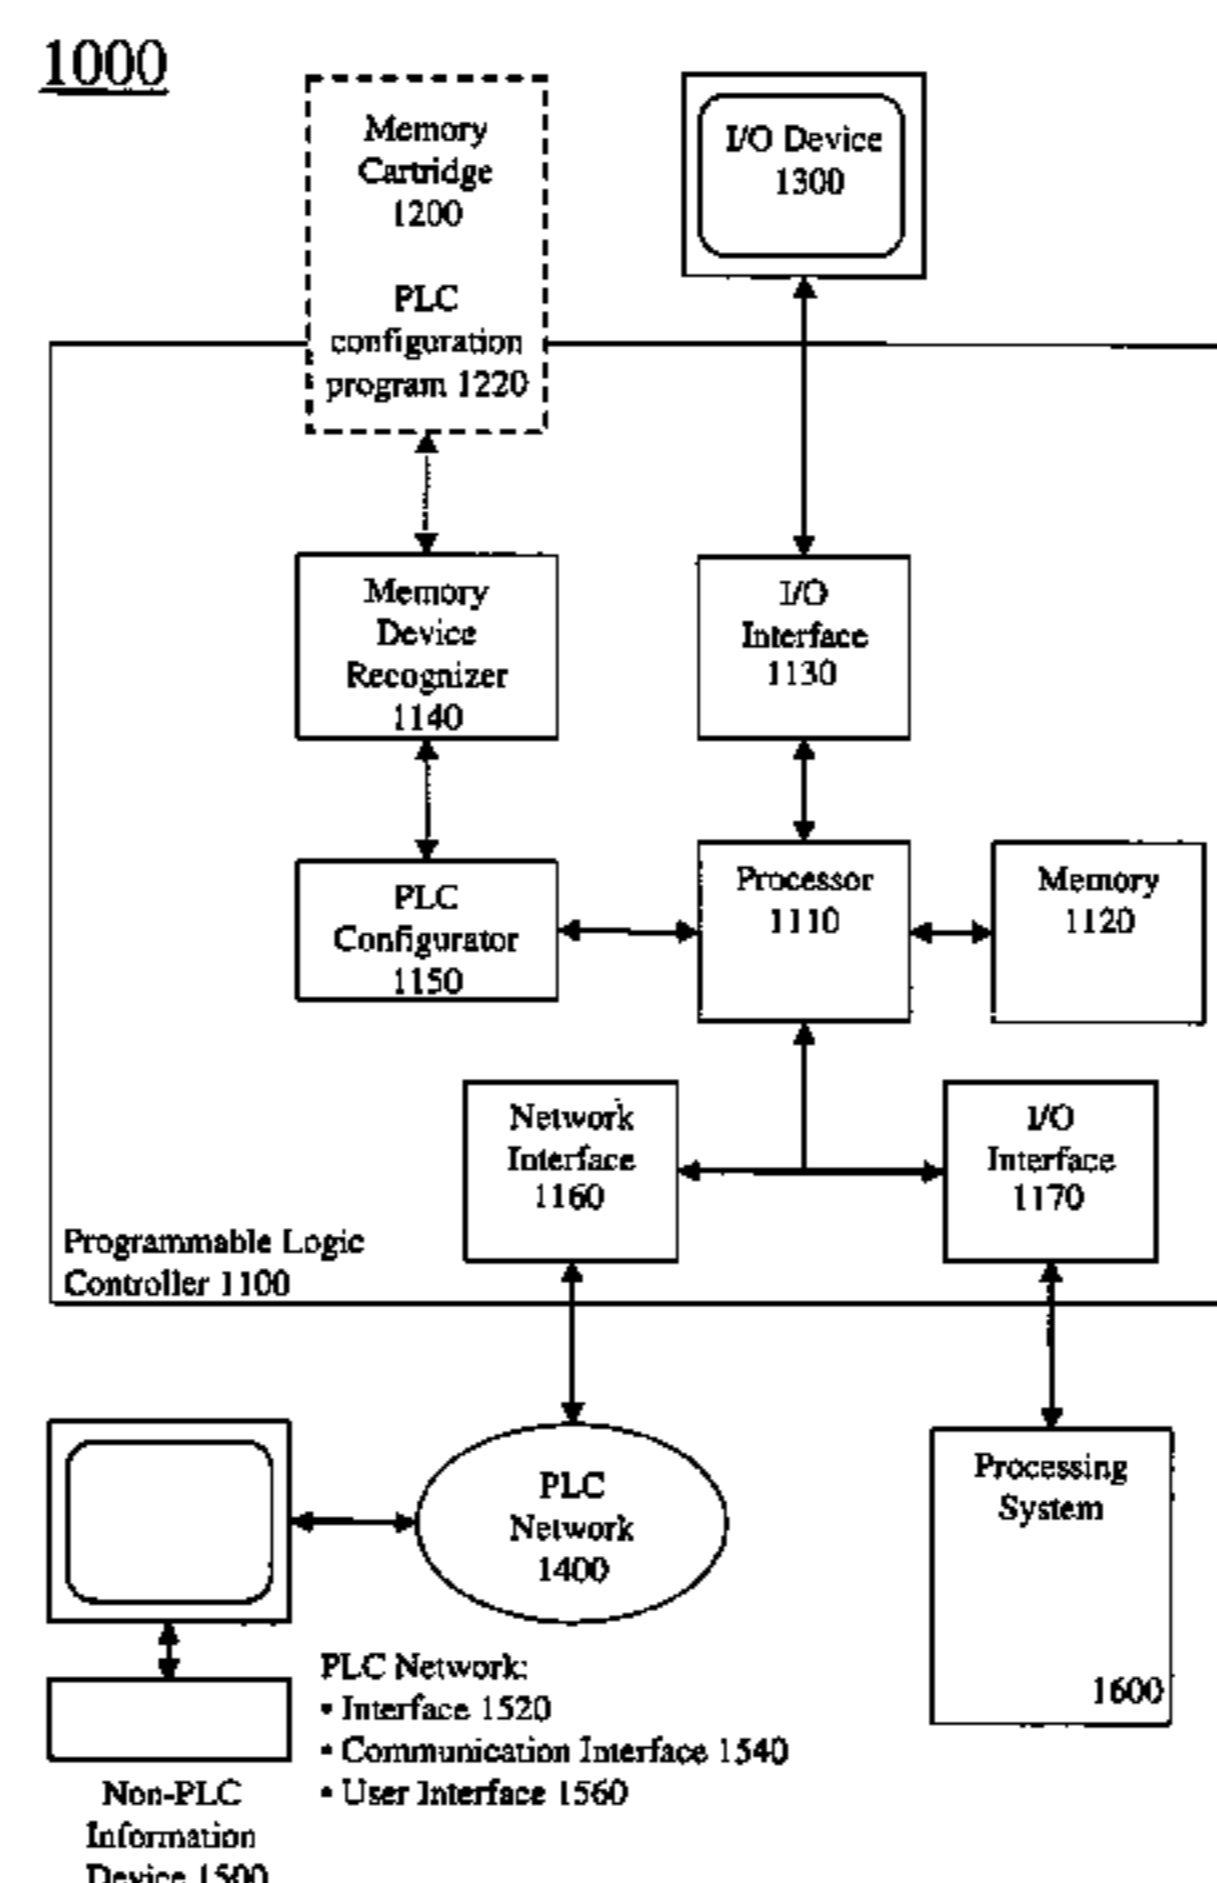 1000
Memory
Cartridge
1200
PLC
configuration
program 1220
I/O Device
1300
Memory
Device
Recognizer
1140
I/O
Interface
1130
PLC
Configurator
1150
Processor
1110
Memory
1120
Network
Interface
1160
I/O
Interface
1170
Programmable Logic
Controller 1100
PLC
Network
1400
Processing
System
1600
PLC Network:
• Interface 1520
• Communication Interface 1540
• User Interface 1560
Non-PLC
Information
Device 1500